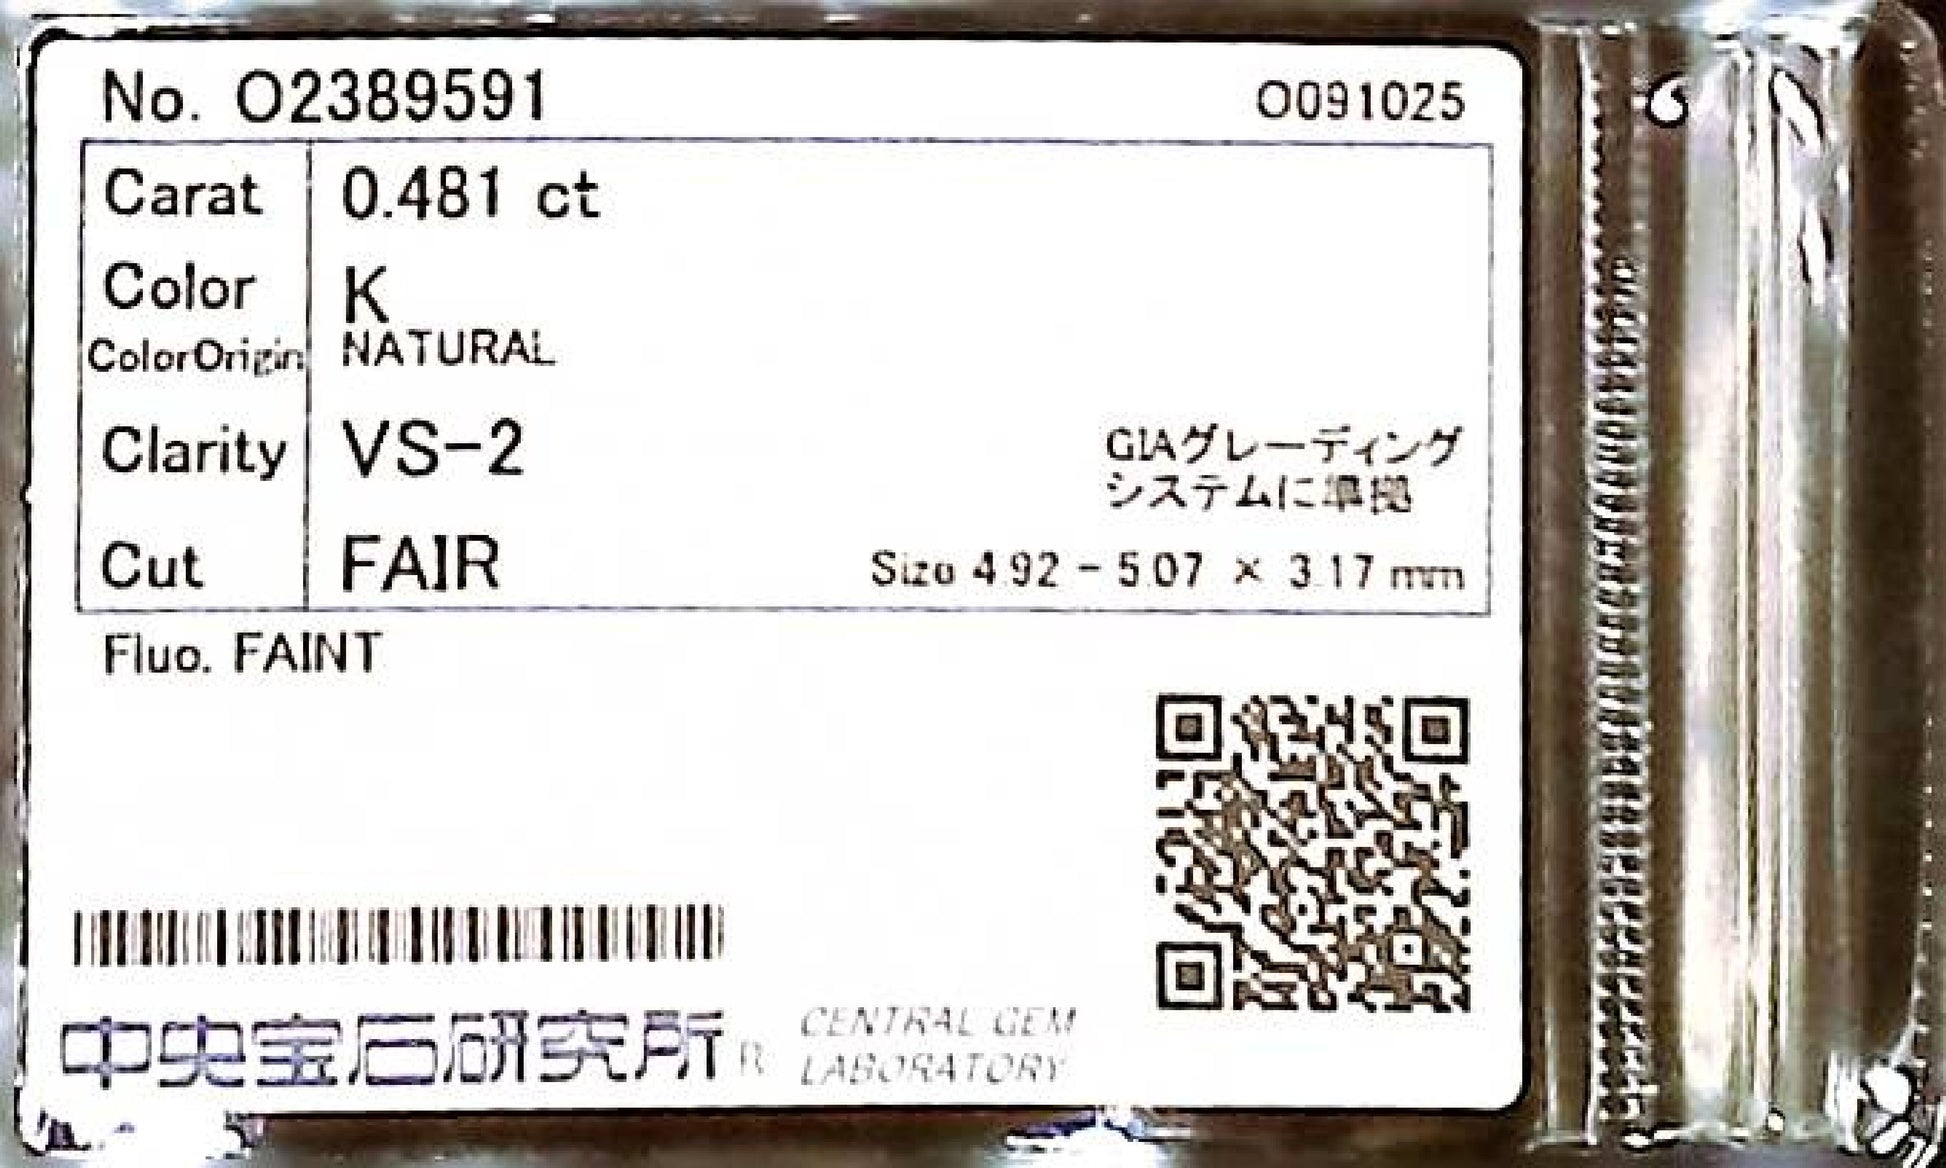 No. O2389591
O091025
Carat 0.481 ct
Color K
ColorOrigin NATURAL
Clarity VS-2
GIAグレーディング
システムに準拠
Cut FAIR
Size 4.92 - 5.07 × 3.17 mm
Fluo. FAINT
中央宝石研究所 R
CENTRAL GEM
LABORATORY